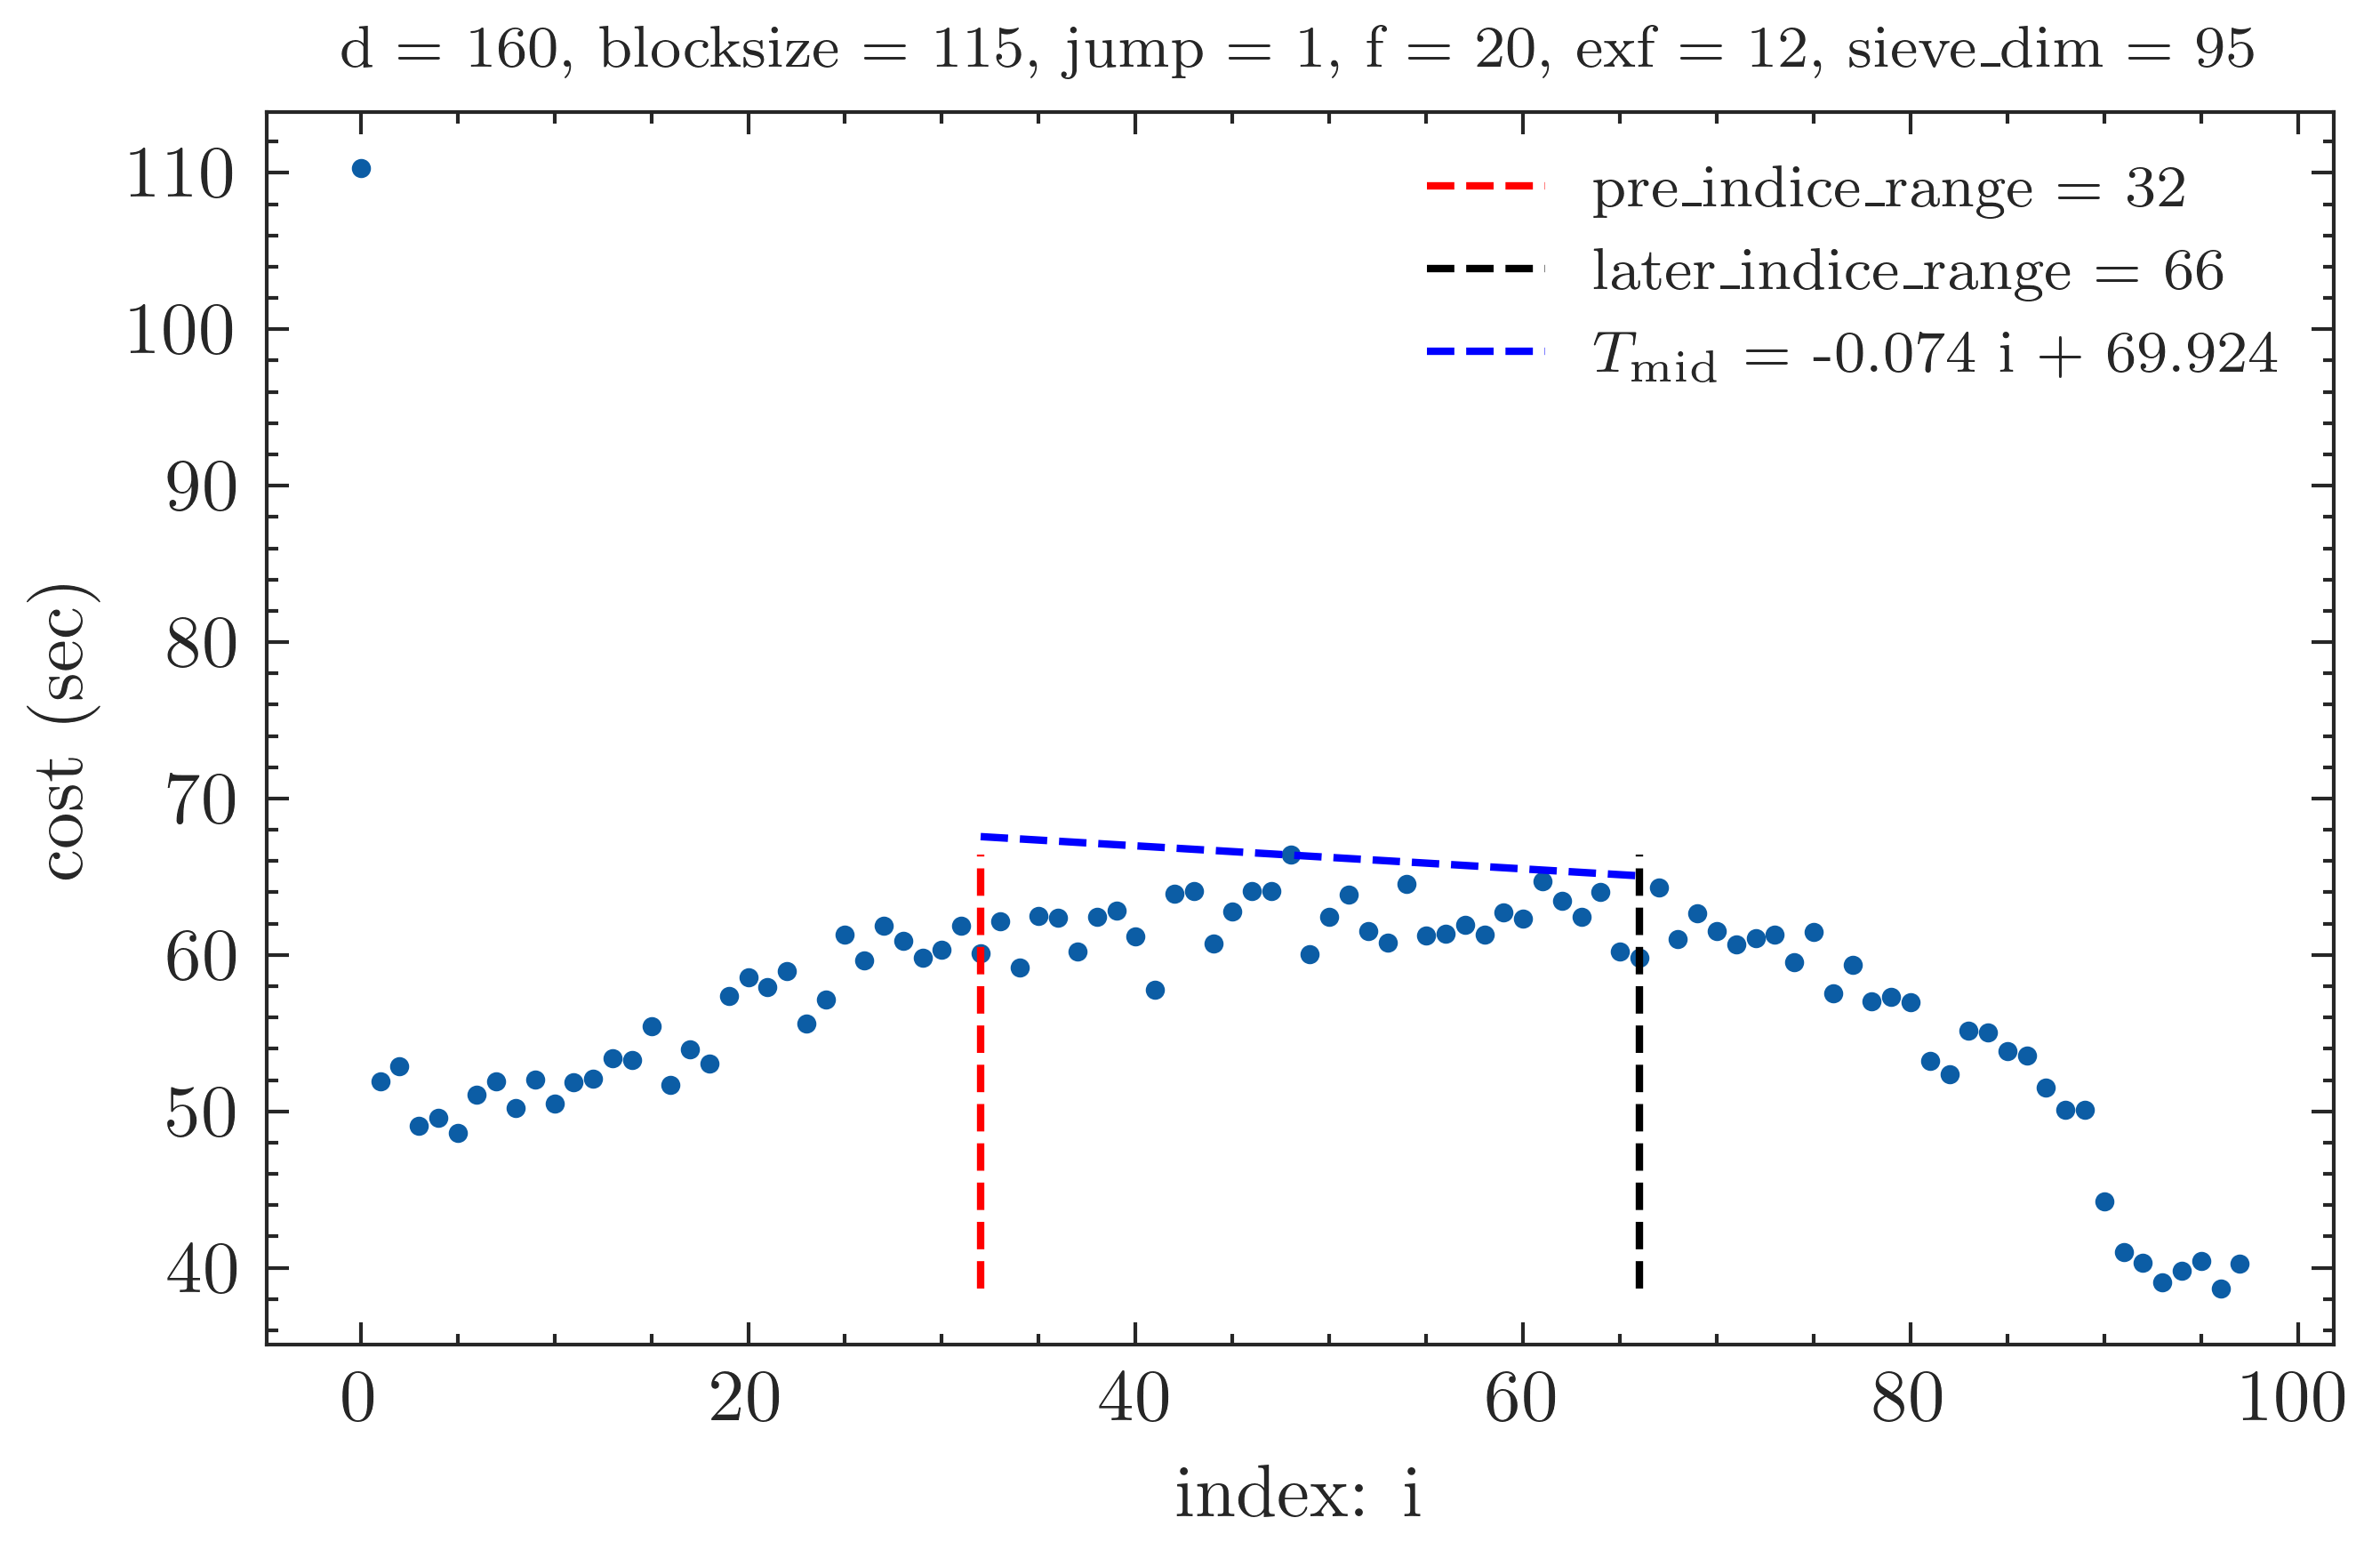 d = 160, blocksize = 115, jump = 1, f = 20, exf = 12, sieve_dim = 95
pre_indice_range = 32
later_indice_range = 66
T_mid = -0.074 i + 69.924
110
100
90
80
70
60
50
40
cost (sec)
0 20 40 60 80 100
index: i